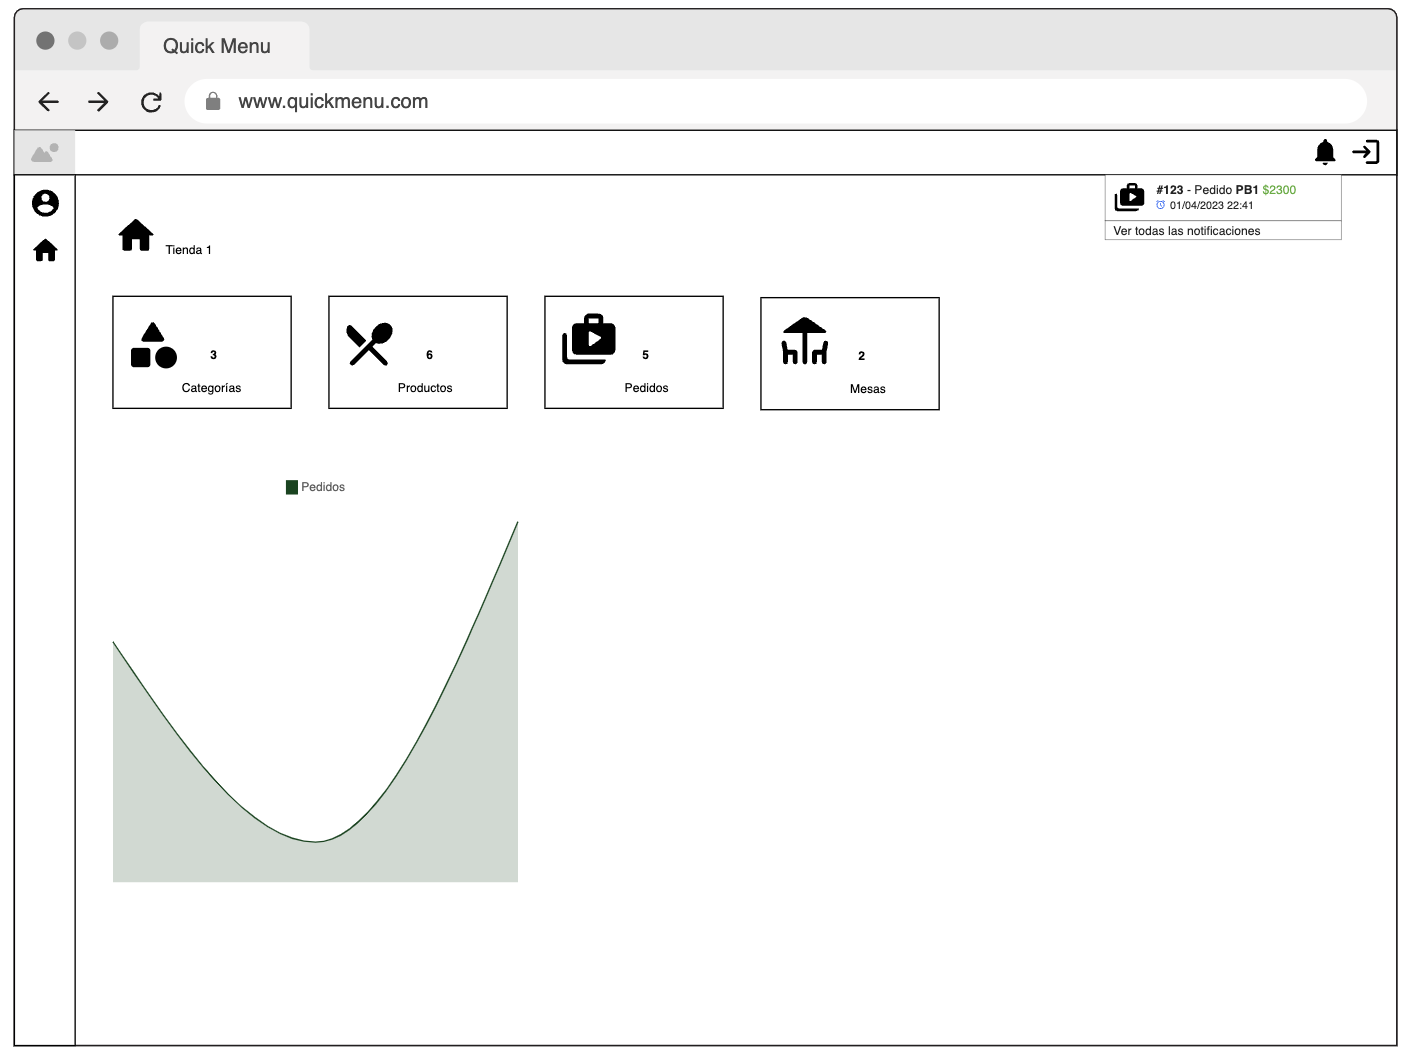 Quick Menu
www.quickmenu.com
#123 - Pedido PB1 $2300
01/04/2023 22:41
Ver todas las notificaciones
Tienda 1
3
Categorías
6
Productos
5
Pedidos
2
Mesas
Pedidos